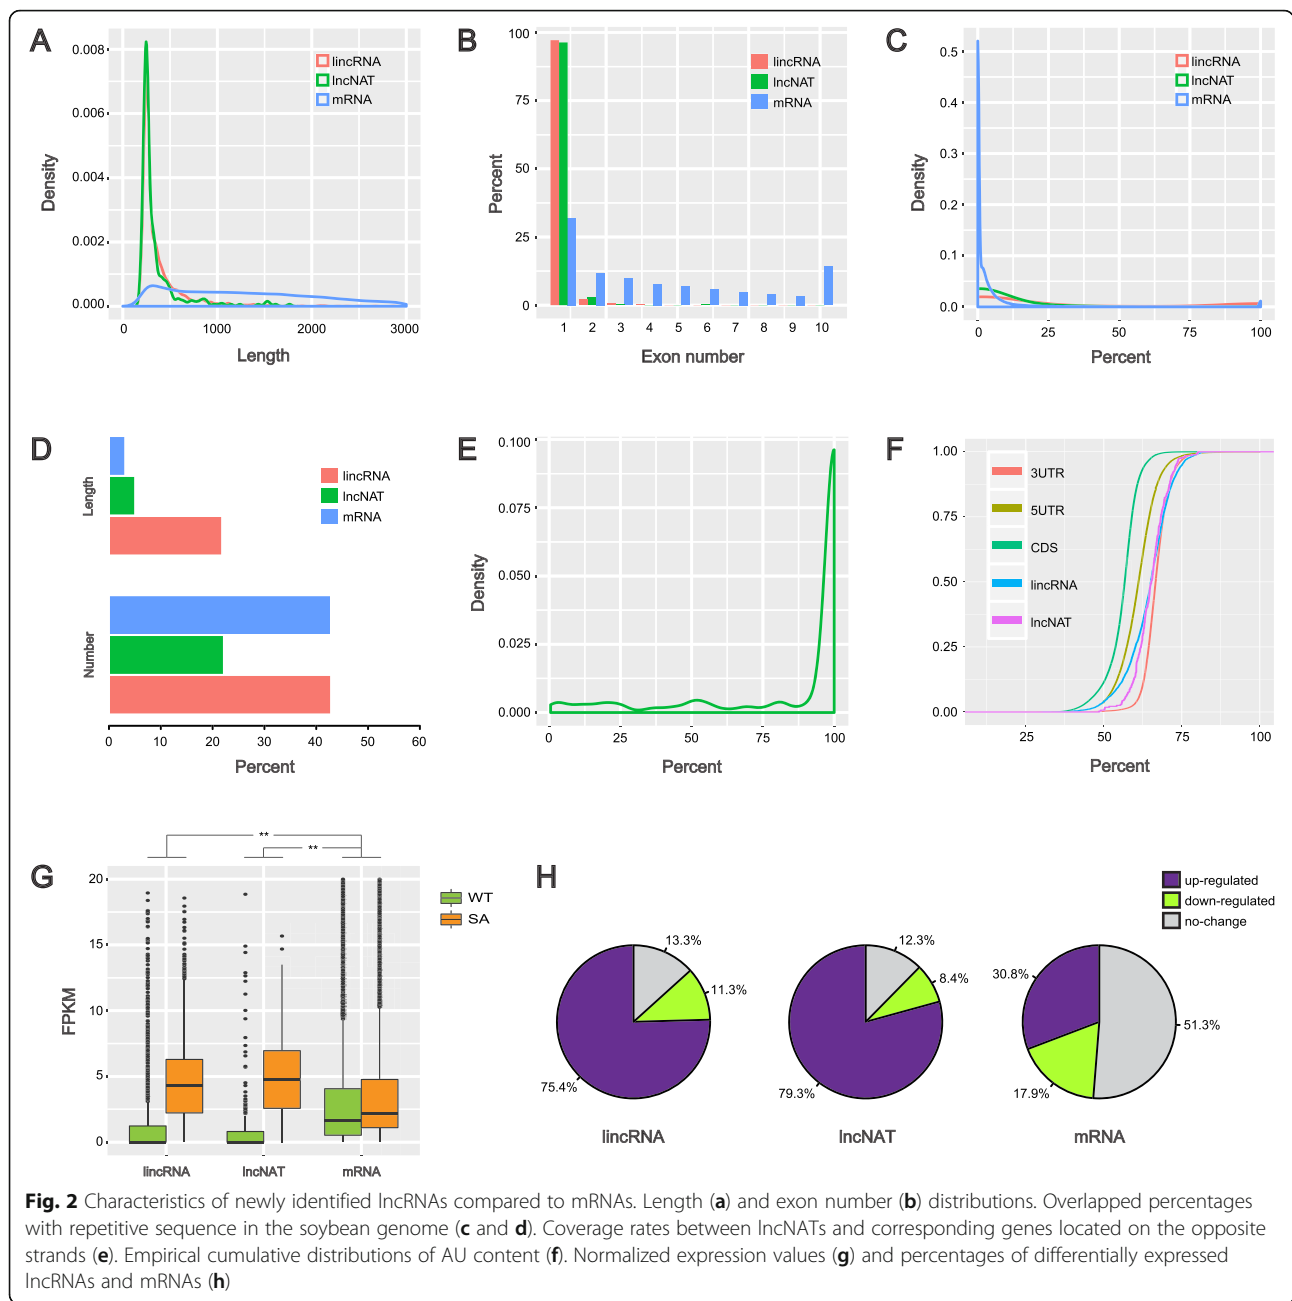 A
0.008
0.006
0.004
0.002
0.000
Density
0
1000
2000
3000
Length
lincRNA
lncNAT
mRNA
B
100
75
50
25
0
Percent
1 2 3 4 5 6 7 8 9 10
Exon number
lincRNA
lncNAT
mRNA
C
0.5
0.4
0.3
0.2
0.1
0.0
Density
0 25 50 75 100
Percent
lincRNA
lncNAT
mRNA
D
Length
Number
0 10 20 30 40 50 60
Percent
lincRNA
lncNAT
mRNA
E
0.100
0.075
0.050
0.025
0.000
Density
0 25 50 75 100
Percent
F
1.00
0.75
0.50
0.25
0.00
3UTR
5UTR
CDS
lincRNA
lncNAT
25 50 75 100
Percent
G
**
**
20
15
10
5
0
FPKM
WT
SA
lincRNA lncNAT mRNA
H
up-regulated
down-regulated
no-change
13.3%
11.3%
75.4%
lincRNA
12.3%
8.4%
79.3%
lncNAT
30.8%
51.3%
17.9%
mRNA
Fig. 2 Characteristics of newly identified lncRNAs compared to mRNAs. Length (a) and exon number (b) distributions. Overlapped percentages
with repetitive sequence in the soybean genome (c and d). Coverage rates between lncNATs and corresponding genes located on the opposite
strands (e). Empirical cumulative distributions of AU content (f). Normalized expression values (g) and percentages of differentially expressed
lncRNAs and mRNAs (h)